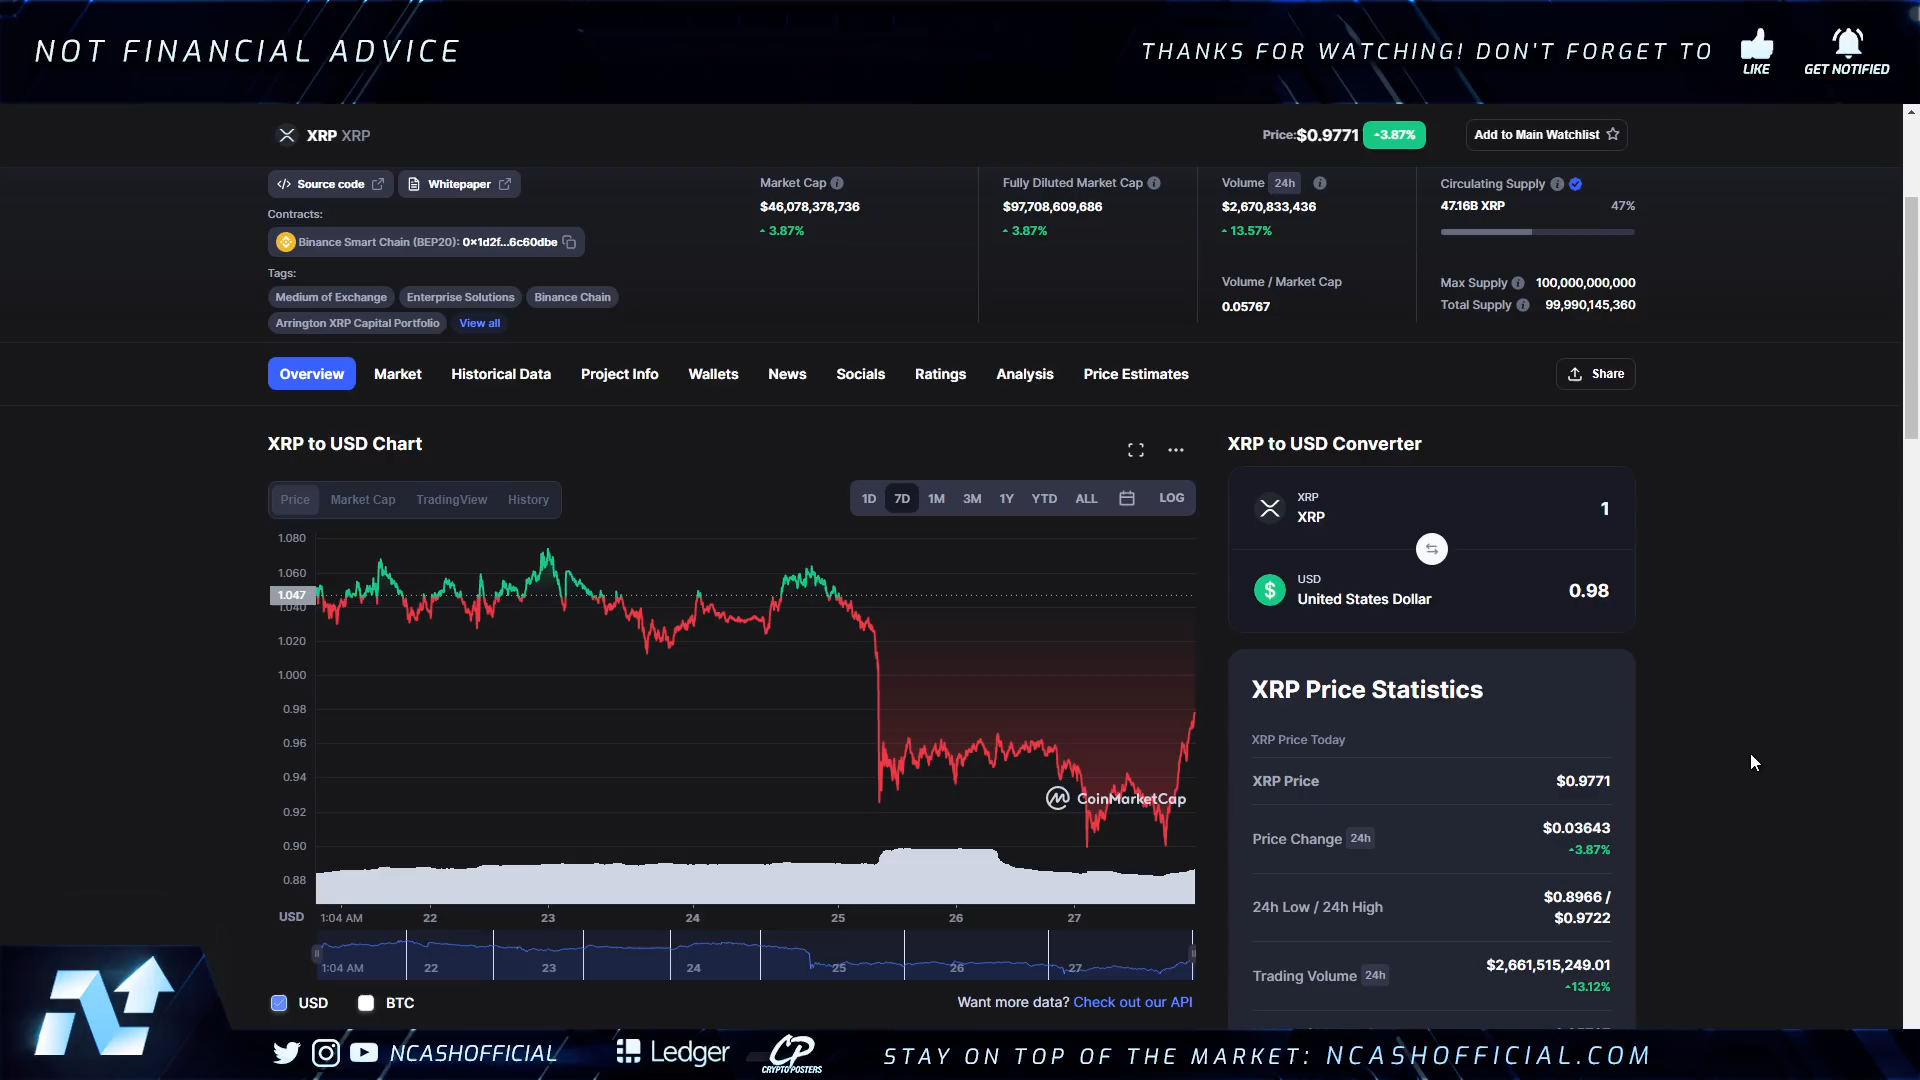 NOT FINANCIAL ADVICE
THANKS FOR WATCHING! DON'T FORGET TO
LIKE
GET NOTIFIED
XRP XRP
Price:$0.9771 3.87%
Add to Main Watchlist
Source code
Whitepaper
Contracts:
Binance Smart Chain (BEP20): 0x1d2f...6c60dbe
Tags:
Medium of Exchange
Enterprise Solutions
Binance Chain
Arrington XRP Capital Portfolio
View all
Market Cap
$46,078,378,736
3.87%
Fully Diluted Market Cap
$97,708,609,686
3.87%
Volume 24h
$2,670,833,436
13.57%
Volume / Market Cap
0.05767
Circulating Supply
47.16B XRP 47%
Max Supply 100,000,000,000
Total Supply 99,990,145,360
Overview Market Historical Data Project Info Wallets News Socials Ratings Analysis Price Estimates
Share
XRP to USD Chart
Price Market Cap TradingView History
1D 7D 1M 3M 1Y YTD ALL LOG
1.080
1.060
1.047
1.040
1.020
1.000
0.98
0.96
0.94
0.92
0.90
0.88
CoinMarketCap
USD 1:04 AM 22 23 24 25 26 27
1:04 AM 22 23 24 25 26 27
USD BTC
Want more data? Check out our API
XRP to USD Converter
XRP
XRP 1
USD
United States Dollar 0.98
$
XRP Price Statistics
XRP Price Today
XRP Price $0.9771
Price Change 24h $0.03643
3.87%
24h Low / 24h High $0.8966 /
$0.9722
Trading Volume 24h $2,661,515,249.01
13.12%
NCASHOFFICIAL
Ledger
CP
CRYPTOPOSTERS
STAY ON TOP OF THE MARKET: NCASHOFFICIAL.COM